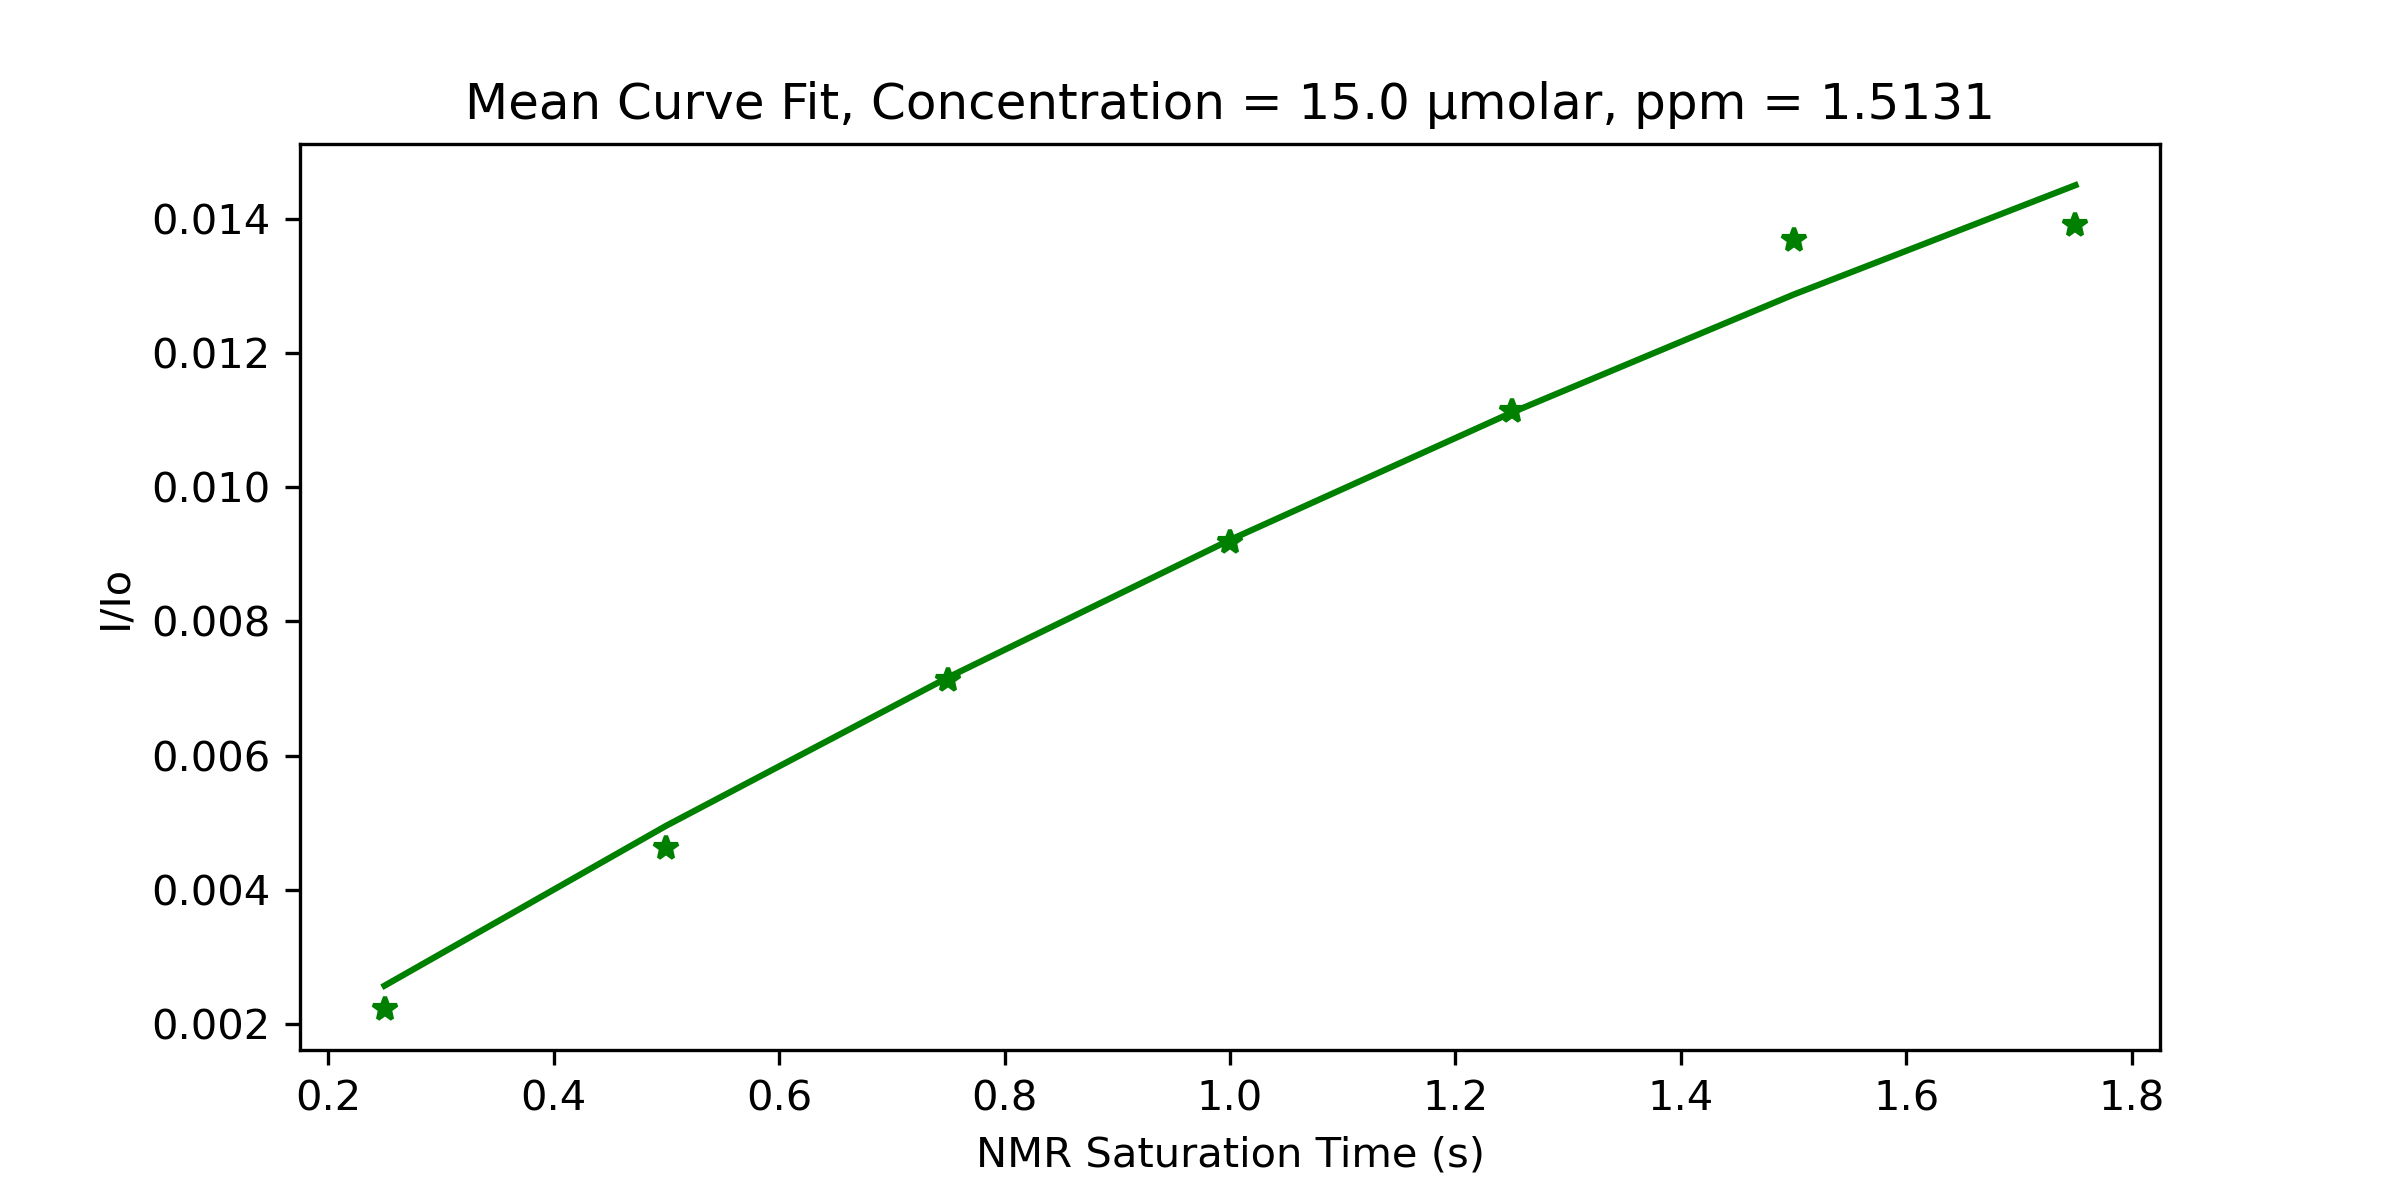 Mean Curve Fit, Concentration = 15.0 µmolar, ppm = 1.5131
I/Io
0.014
0.012
0.010
0.008
0.006
0.004
0.002
0.2 0.4 0.6 0.8 1.0 1.2 1.4 1.6 1.8
NMR Saturation Time (s)